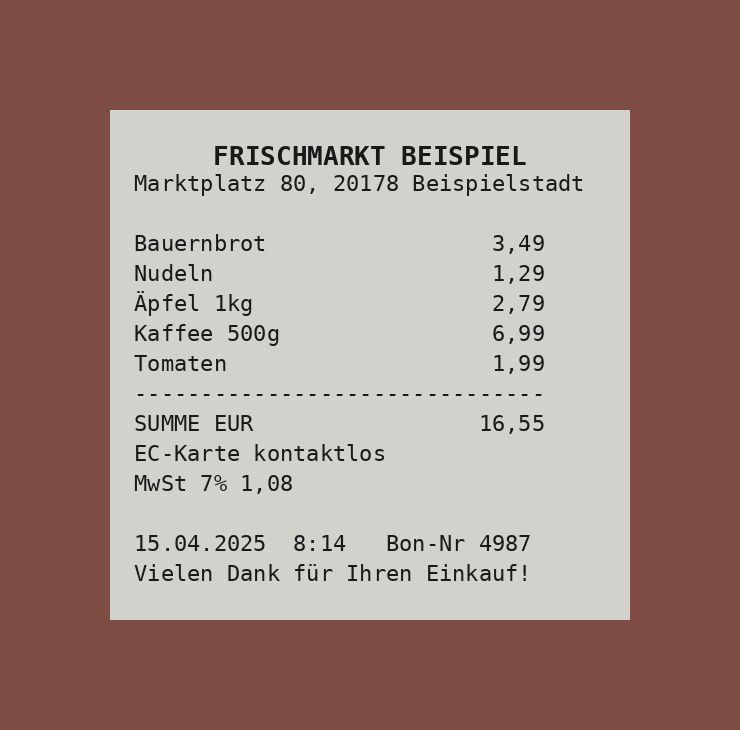 FRISCHMARKT BEISPIEL
Marktplatz 80, 20178 Beispielstadt
Bauernbrot 3,49
Nudeln 1,29
Äpfel 1kg 2,79
Kaffee 500g 6,99
Tomaten 1,99
-------------------------------
SUMME EUR 16,55
EC-Karte kontaktlos
MwSt 7% 1,08
15.04.2025 8:14 Bon-Nr 4987
Vielen Dank für Ihren Einkauf!